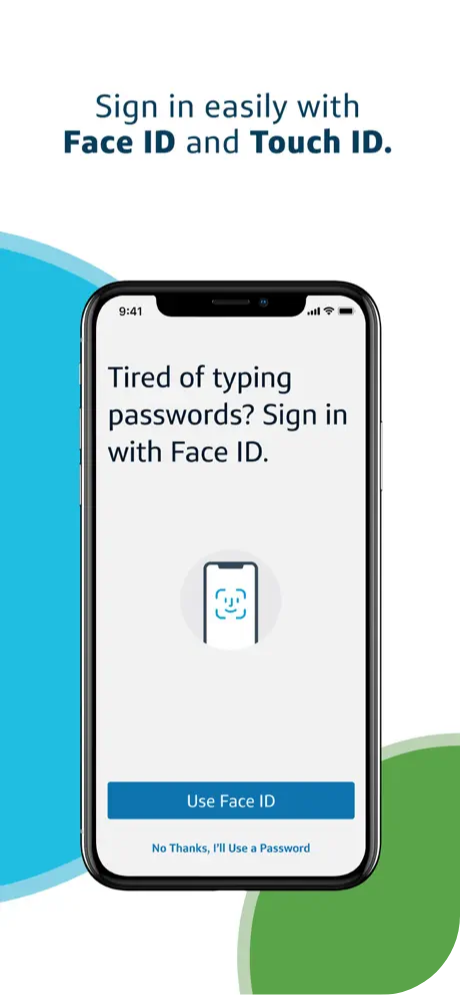 Sign in easily with
Face ID and Touch ID.
9:41
Tired of typing
passwords? Sign in
with Face ID.
Use Face ID
No Thanks, I'll Use a Password